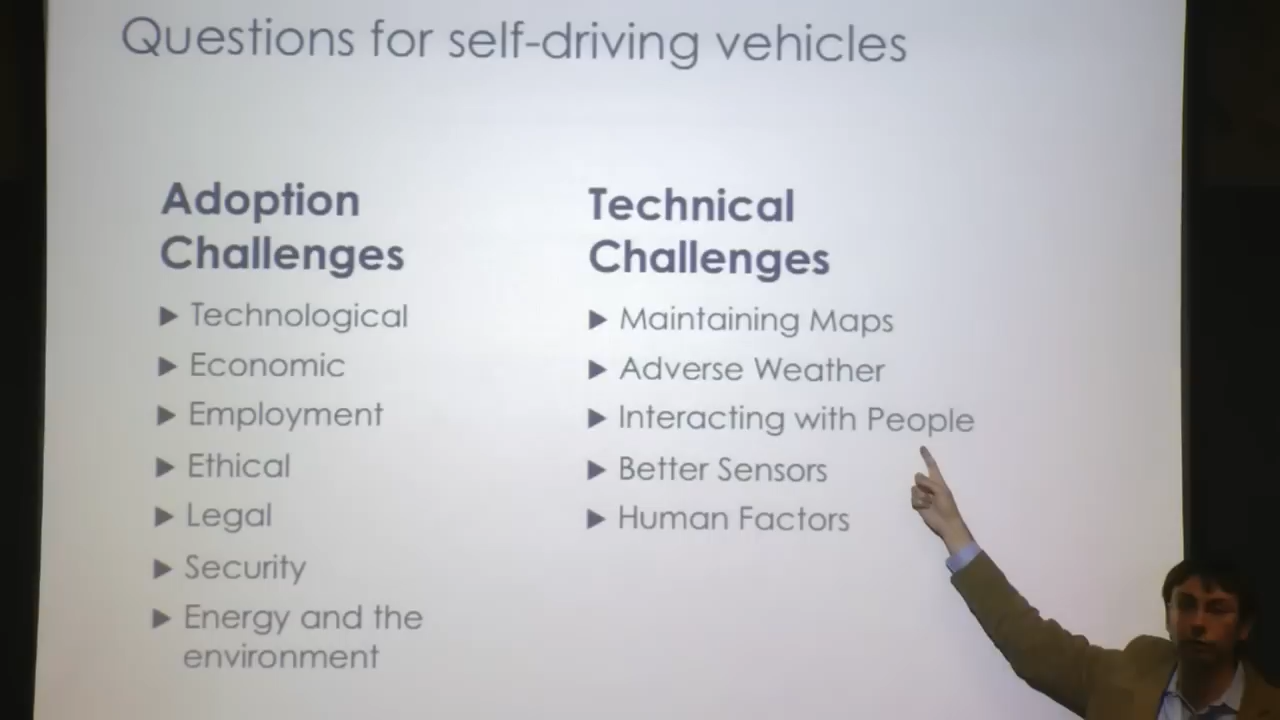 Questions for self-driving vehicles
Adoption
Challenges
▶ Technological
▶ Economic
▶ Employment
▶ Ethical
▶ Legal
▶ Security
▶ Energy and the
environment
Technical
Challenges
▶ Maintaining Maps
▶ Adverse Weather
▶ Interacting with People
▶ Better Sensors
▶ Human Factors